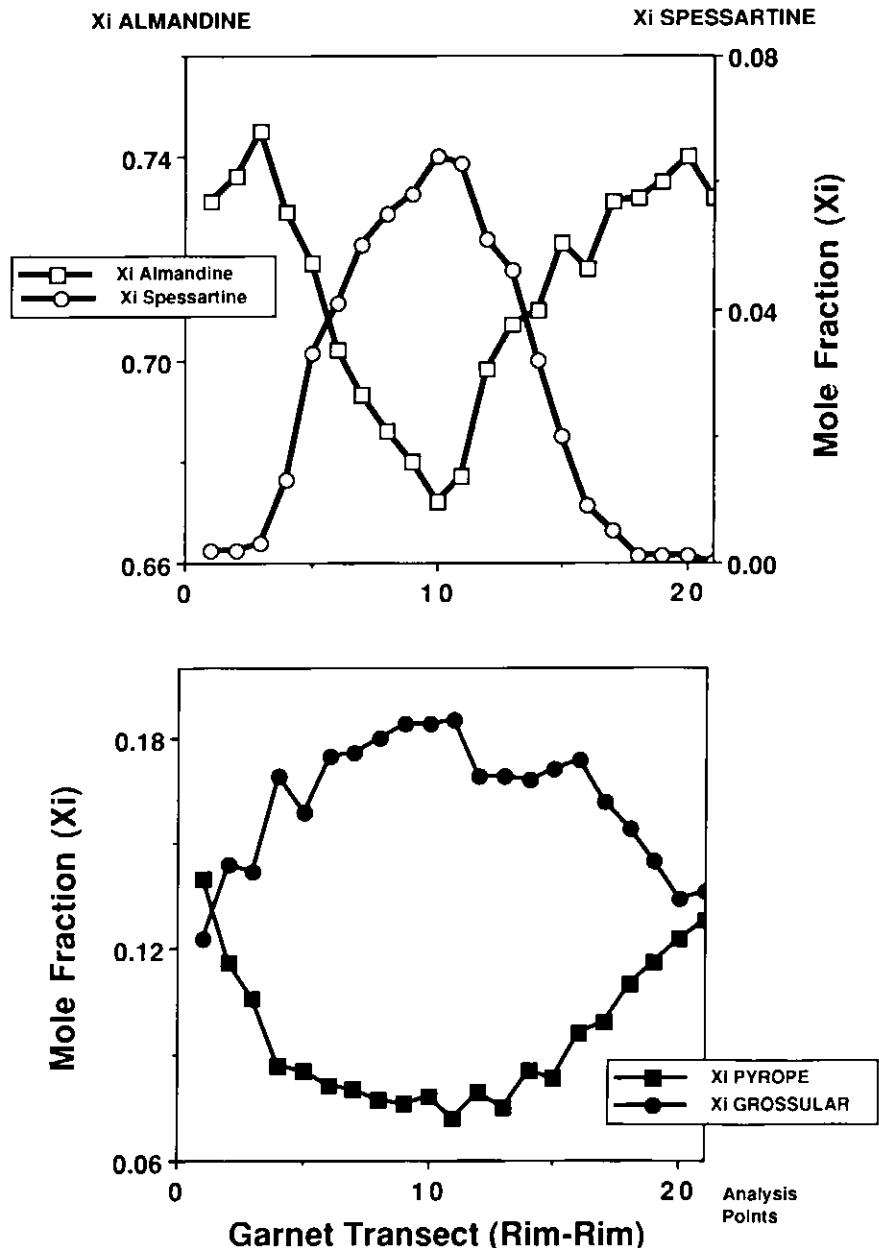 Xi ALMANDINE
Xi SPESSARTINE
0.08
0.74
Xi Almandine
Xi Spessartine
0.04
0.70
0.66
0.00
0
10
20
Mole Fraction (Xi)
0.18
0.12
0.06
Mole Fraction (Xi)
XI PYROPE
Xi GROSSULAR
0
10
20
Analysis
Points
Garnet Transect (Rim-Rim)